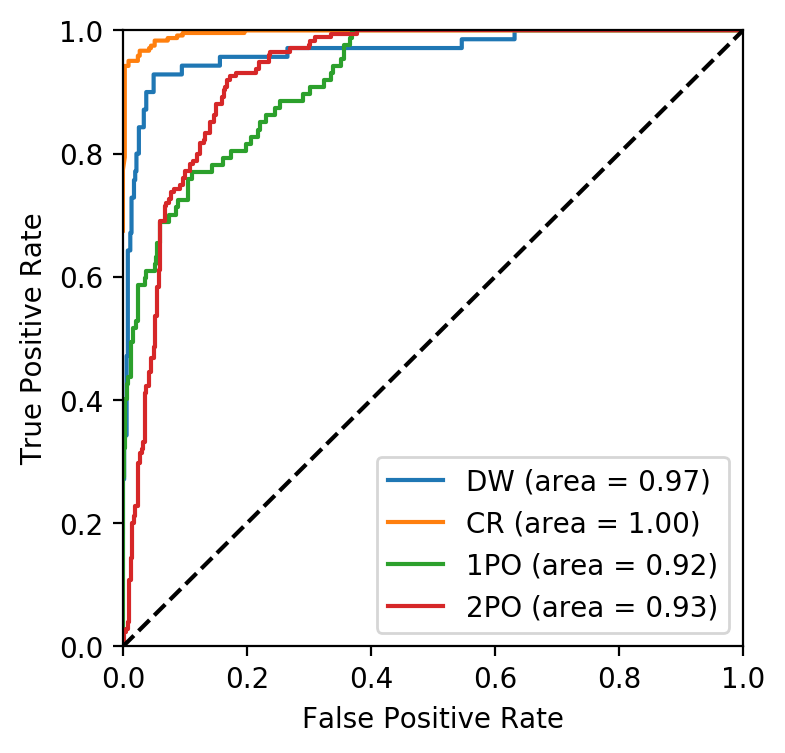 1.0
0.8
0.6
0.4
0.2
0.0
True Positive Rate
DW (area = 0.97)
CR (area = 1.00)
1PO (area = 0.92)
2PO (area = 0.93)
0.0 0.2 0.4 0.6 0.8 1.0
False Positive Rate